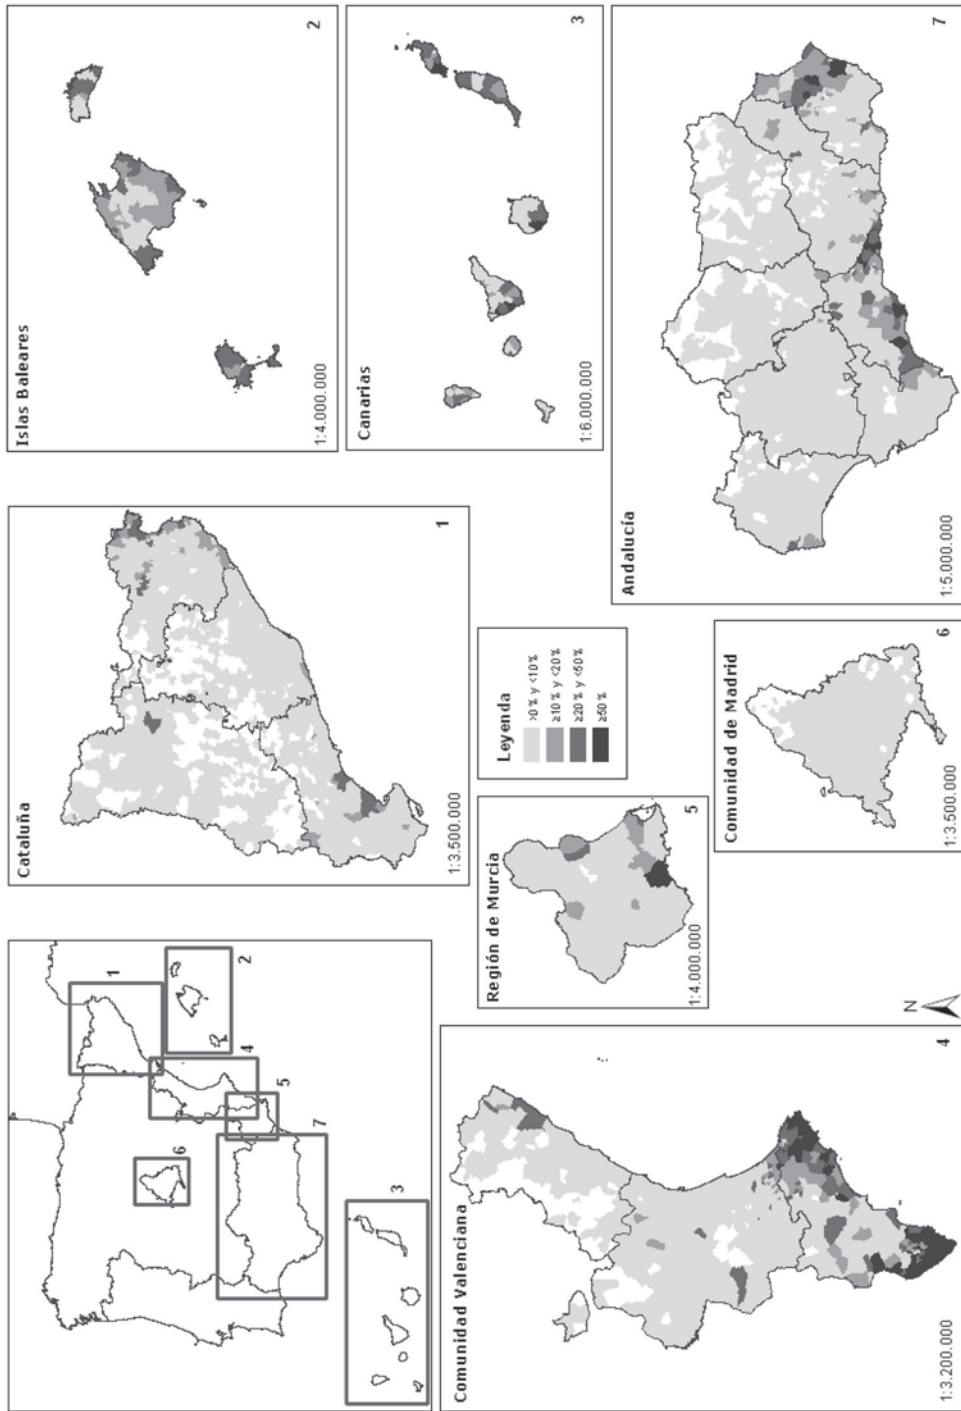 1
2
3
4
5
6
7
Cataluña
1:3.500.000
1
Islas Baleares
1:4.000.000
2
Canarias
1:6.000.000
3
Comunidad Valenciana
1:3.200.000
4
Región de Murcia
1:4.000.000
5
Leyenda
>0 % y <10%
≥10 % y <20%
≥20 % y <50%
≥50 %
N
Comunidad de Madrid
1:3.500.000
6
Andalucía
1:5.000.000
7